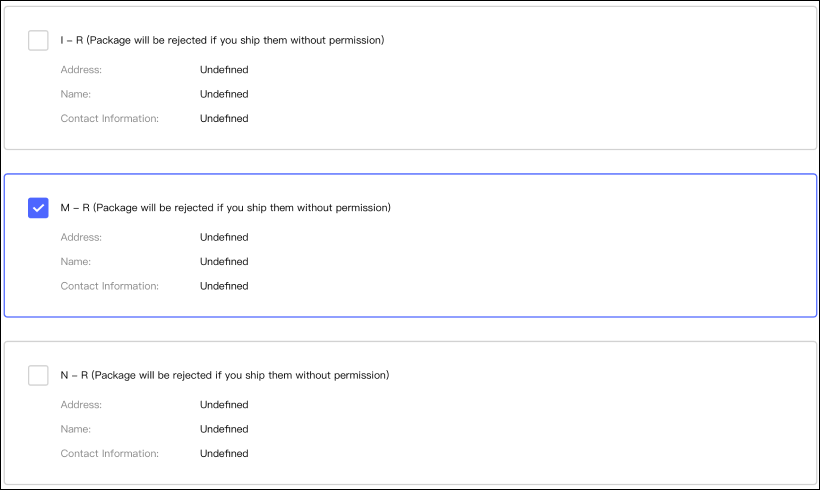 I – R (Package will be rejected if you ship them without permission)
Address: Undefined
Name: Undefined
Contact Information: Undefined
M – R (Package will be rejected if you ship them without permission)
Address: Undefined
Name: Undefined
Contact Information: Undefined
N – R (Package will be rejected if you ship them without permission)
Address: Undefined
Name: Undefined
Contact Information: Undefined